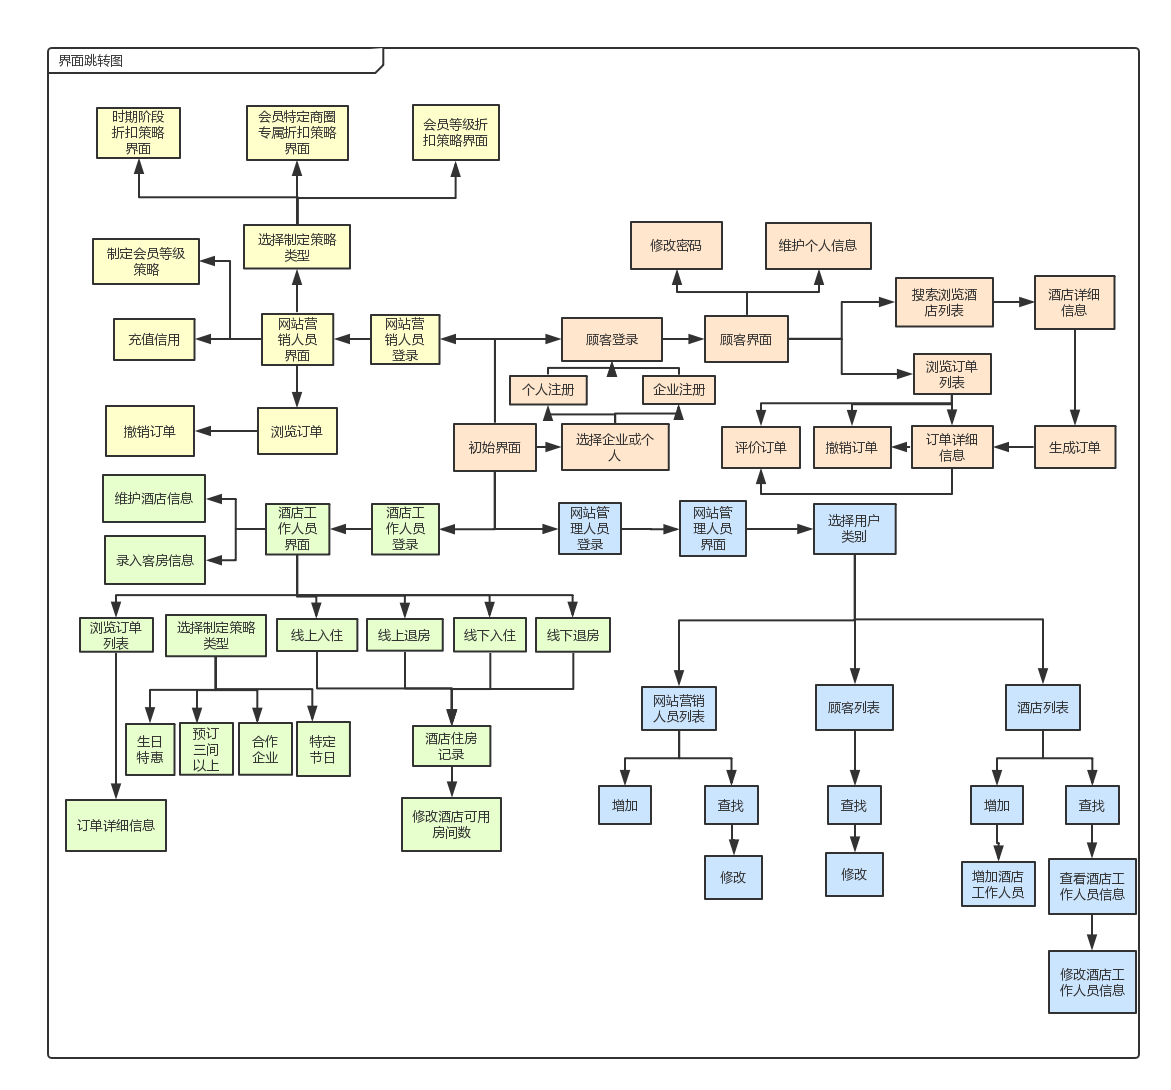 界面跳转图
时期阶段
折扣策略
界面
会员特定商圈
专属折扣策略
界面
会员等级折
扣策略界面
制定会员等级
策略
选择制定策略
类型
修改密码
维护个人信息
搜索浏览酒
店列表
酒店详细
信息
充值信用
网站营
销人员
界面
网站营
销人员
登录
顾客登录
顾客界面
浏览订单
列表
个人注册
企业注册
撤销订单
浏览订单
初始界面
选择企业或个
人
评价订单
撤销订单
订单详细
信息
生成订单
维护酒店信息
录入客房信息
酒店工
作人员
界面
酒店工
作人员
登录
网站管
理人员
登录
网站管
理人员
界面
选择用户
类别
浏览订单
列表
选择制定策略
类型
线上入住
线上退房
线下入住
线下退房
生日
特惠
预订
三间
以上
合作
企业
特定
节日
酒店住房
记录
网站营销
人员列表
顾客列表
酒店列表
订单详细信息
修改酒店可用
房间数
增加
查找
查找
增加
查找
修改
修改
增加酒店
工作人员
查看酒店工
作人员信息
修改酒店工
作人员信息